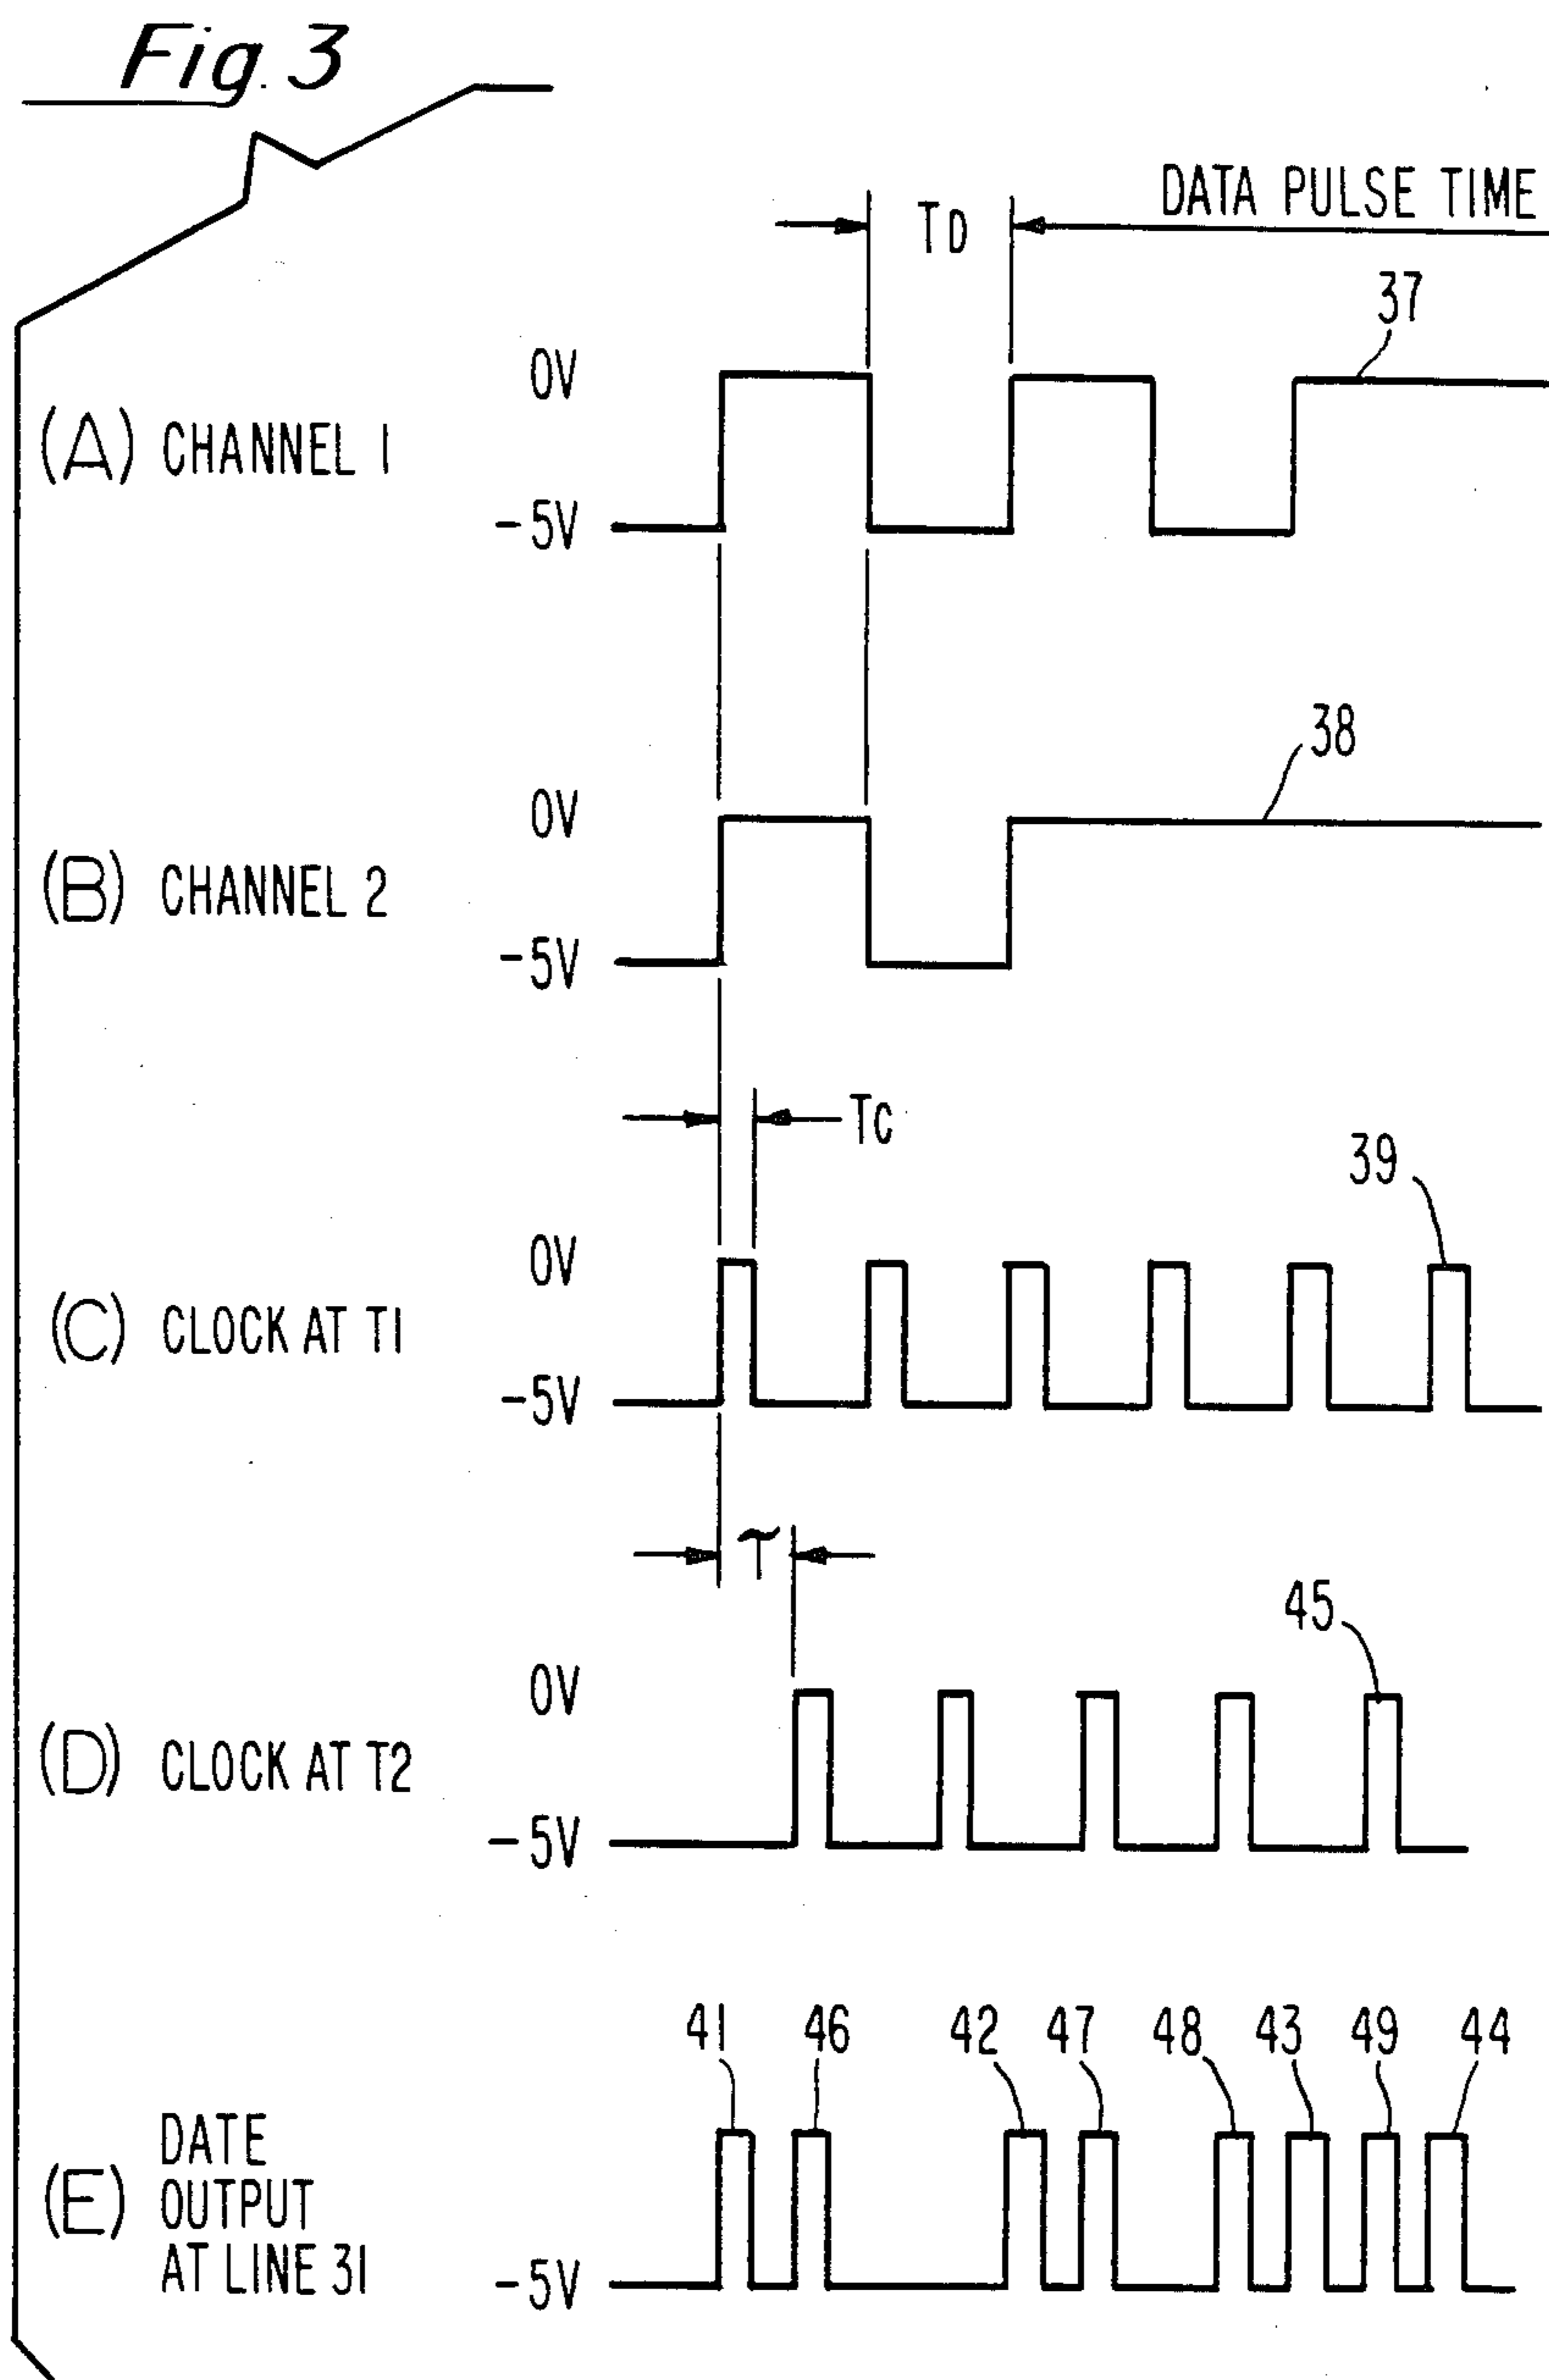 Fig. 3
DATA PULSE TIME
TD
37
0V
(A) CHANNEL 1
-5V
38
0V
(B) CHANNEL 2
-5V
TC
39
0V
(C) CLOCK AT T1
-5V
τ
45
0V
(D) CLOCK AT T2
-5V
41 46 42 47 48 43 49 44
(E) DATE
OUTPUT
AT LINE 31
-5V